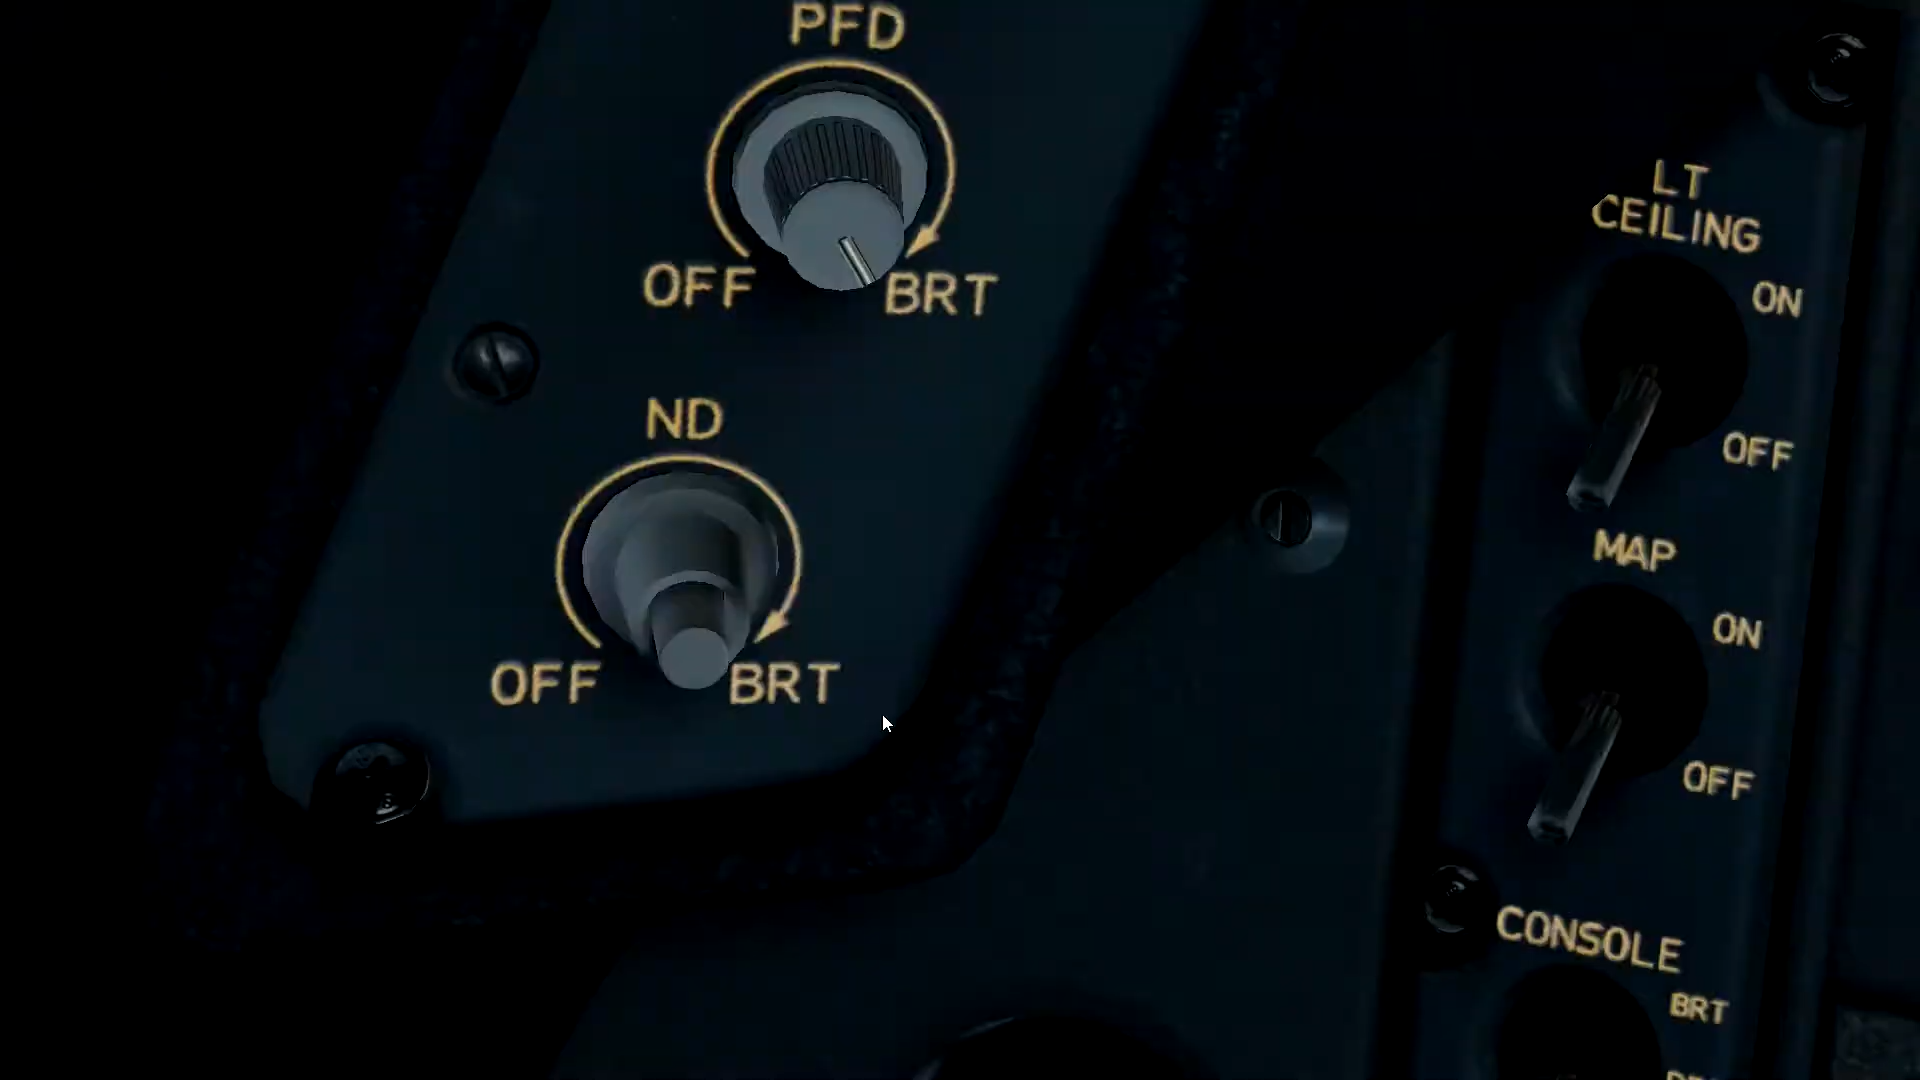 PFD
OFF BRT
ND
OFF BRT
LT
CEILING
ON
OFF
MAP
ON
OFF
CONSOLE
BRT